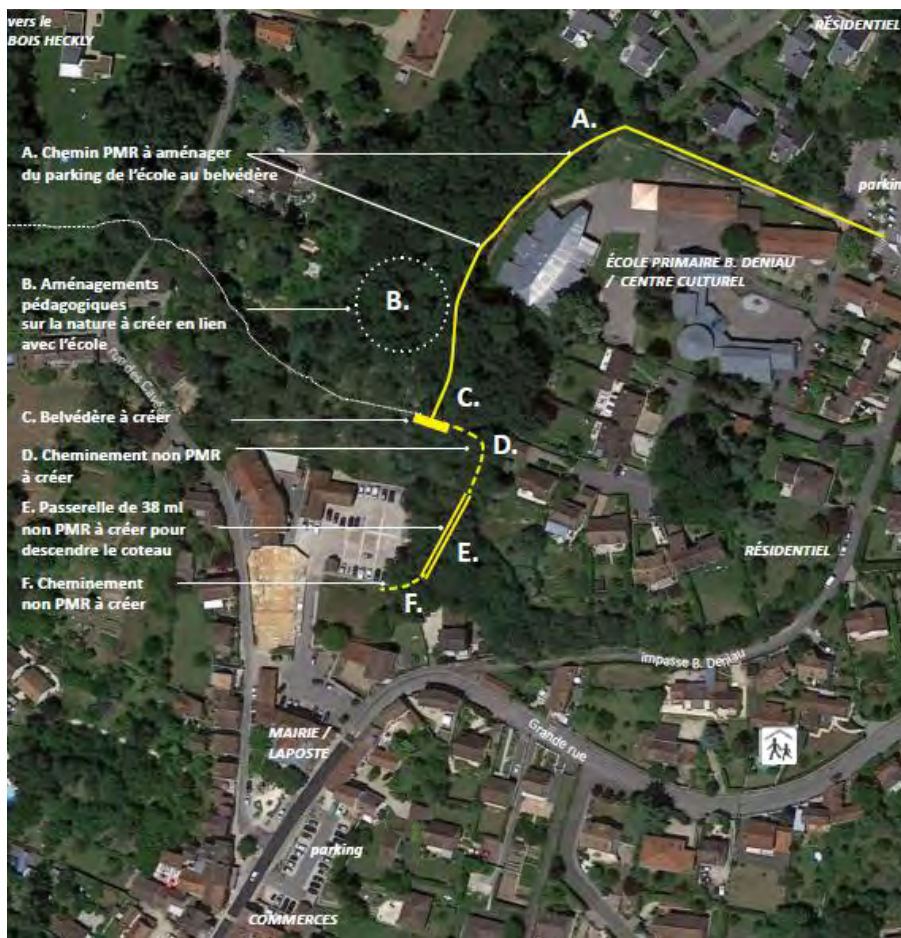 vers le
BOIS HECKLY
RÉSIDENTIEL
A.
A. Chemin PMR à aménager
du parking de l'école au belvédère
parkin
ÉCOLE PRIMAIRE B. DENIAU
/ CENTRE CULTUREL
B. Aménagements
pédagogiques
sur la nature à créer en lien
avec l'école
B.
rue des Cavé
C.
C. Belvédère à créer
D.
D. Cheminement non PMR
à créer
E. Passerelle de 38 ml
non PMR à créer pour
descendre le coteau
E.
RÉSIDENTIEL
F. Cheminement
non PMR à créer
F.
impasse B. Deniau
Grande rue
MAIRIE /
LAPOSTE
parking
COMMERCES